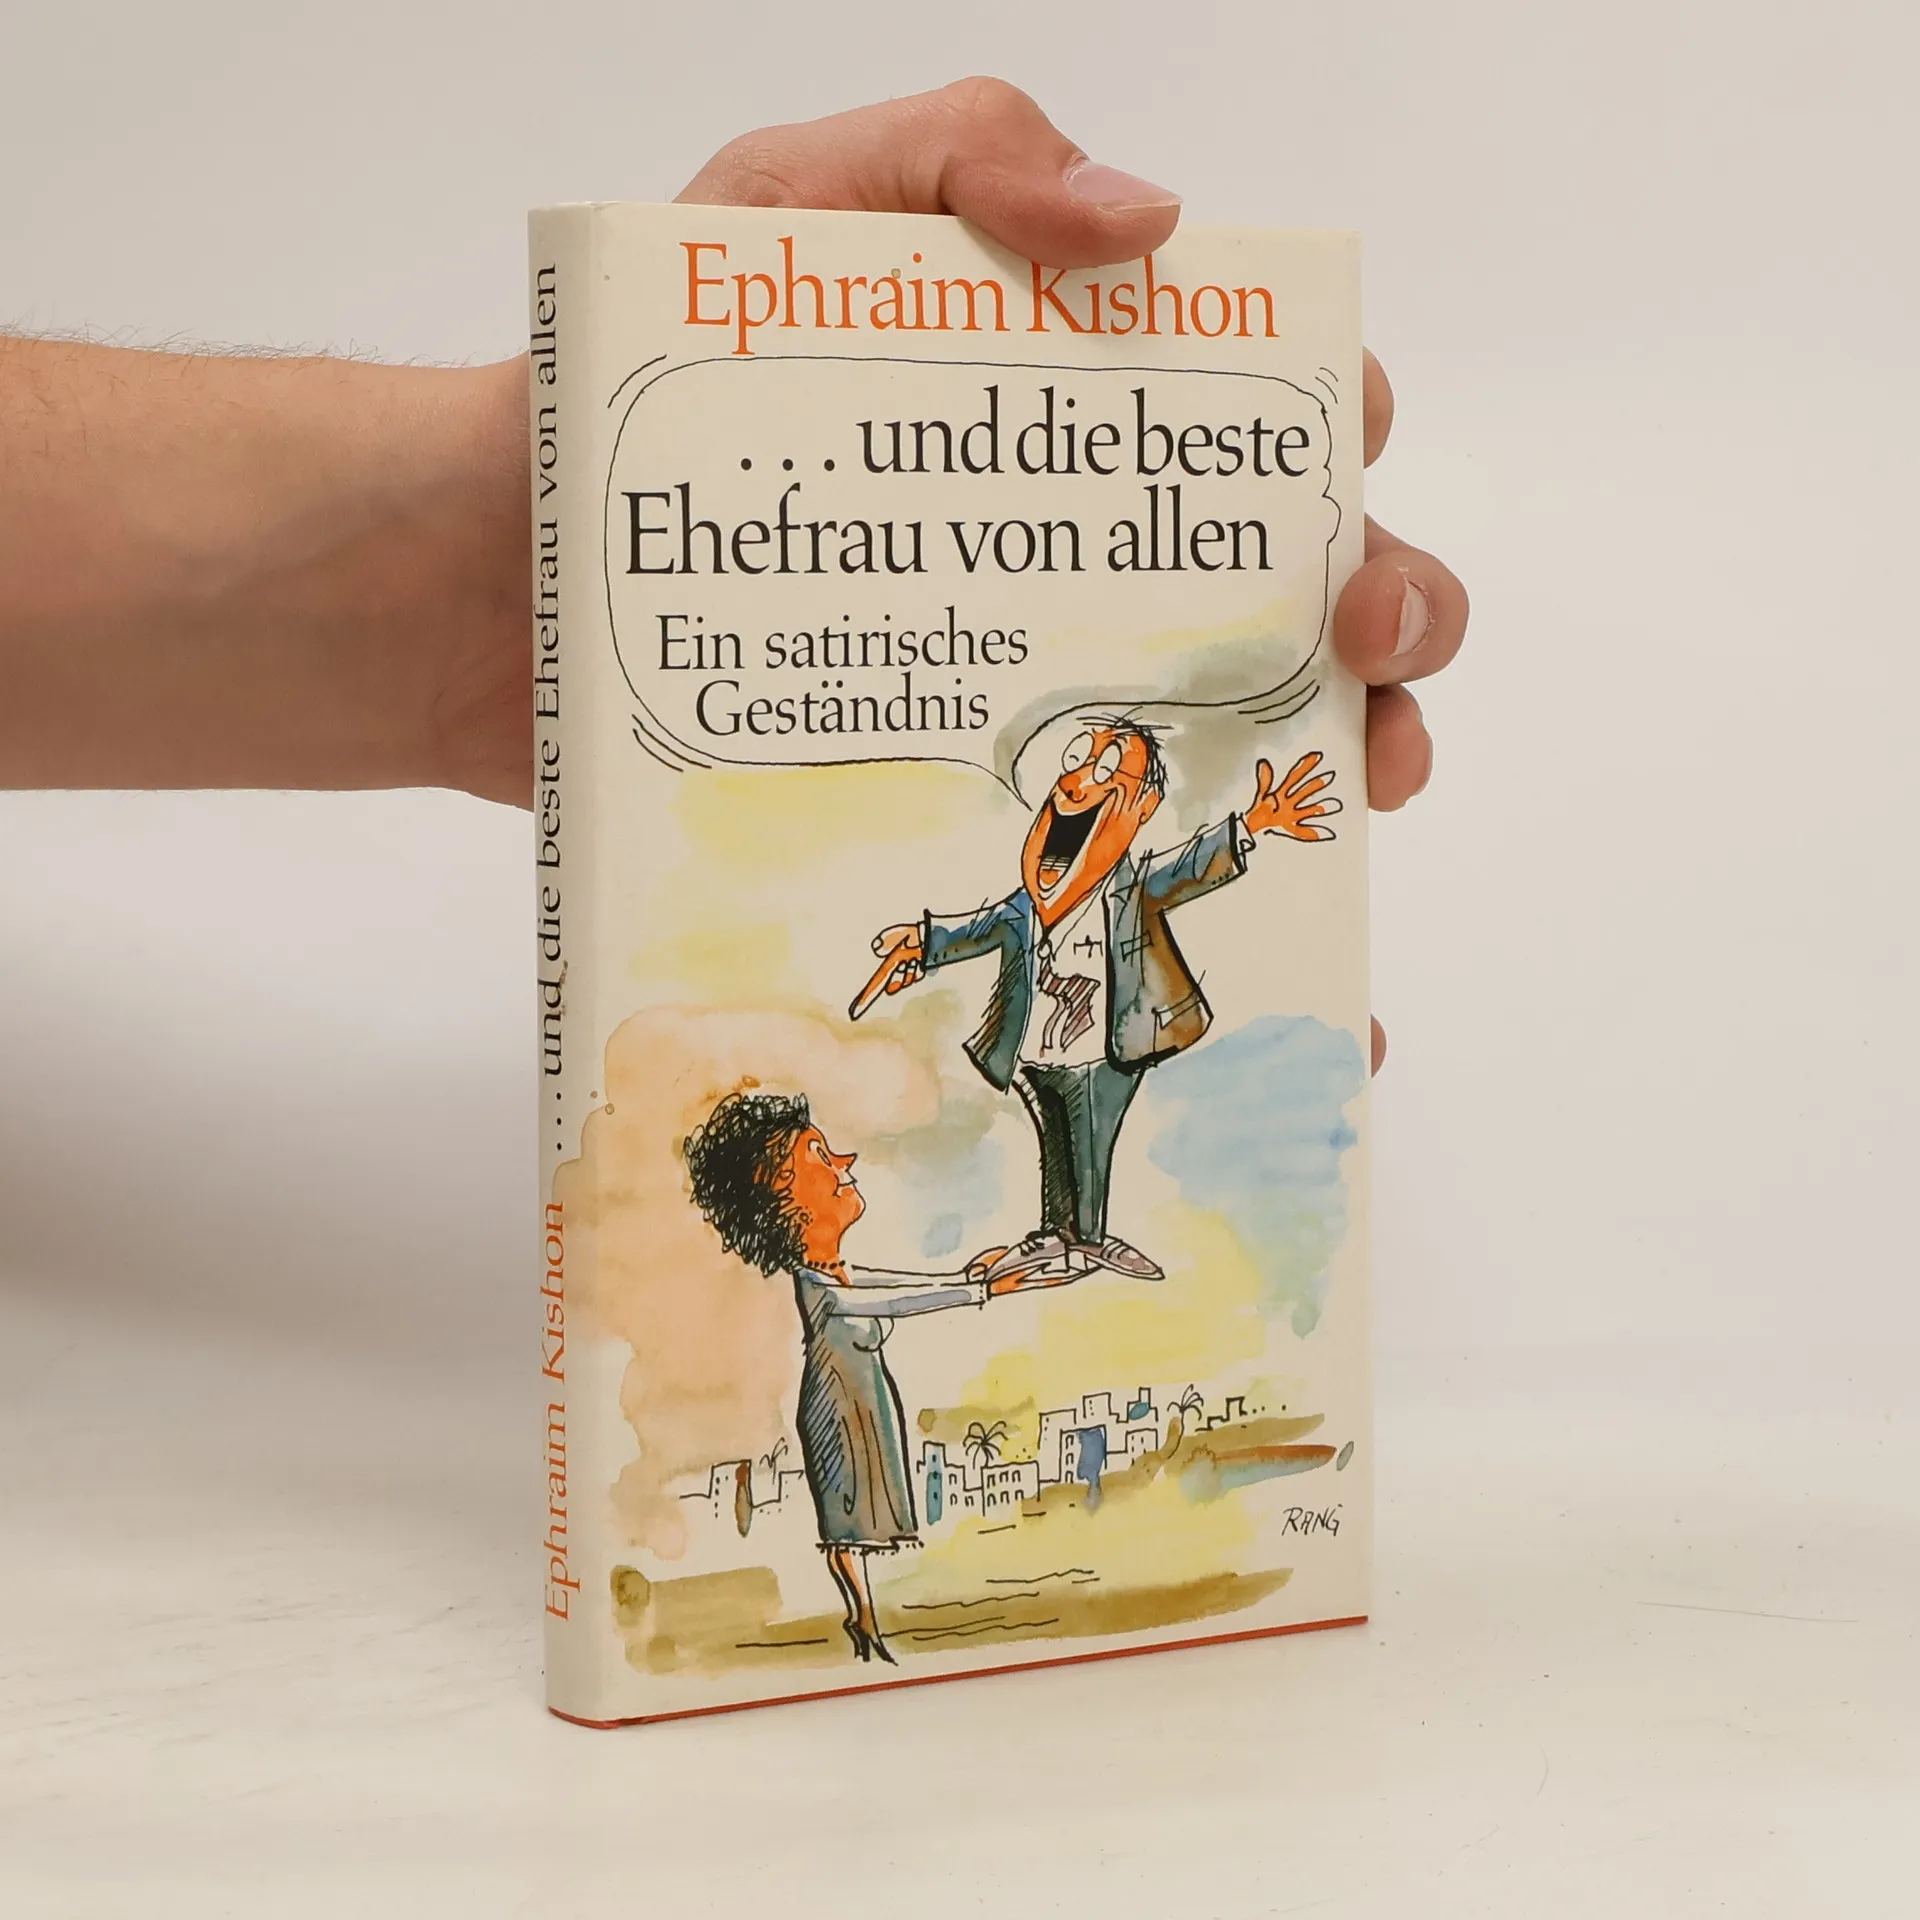 Ephraim Kishon
. . . und die beste
Ehefrau von allen
Ein satirisches
Geständnis
RANG
Ephraim Kishon . . . und die beste Ehefrau von allen